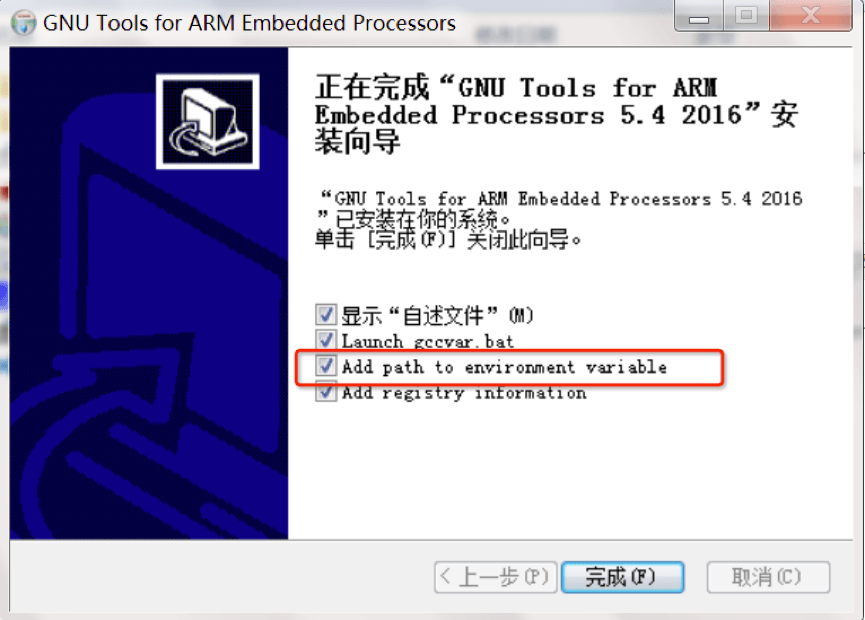 GNU Tools for ARM Embedded Processors
正在完成“GNU Tools for ARM
Embedded Processors 5.4 2016”安
装向导
“GNU Tools for ARM Embedded Processors 5.4 2016
”已安装在你的系统。
单击 [完成(F)] 关闭此向导。
显示“自述文件”(M)
Launch gccvar.bat
Add path to environment variable
Add registry information
< 上一步(P)
完成(F)
取消(C)